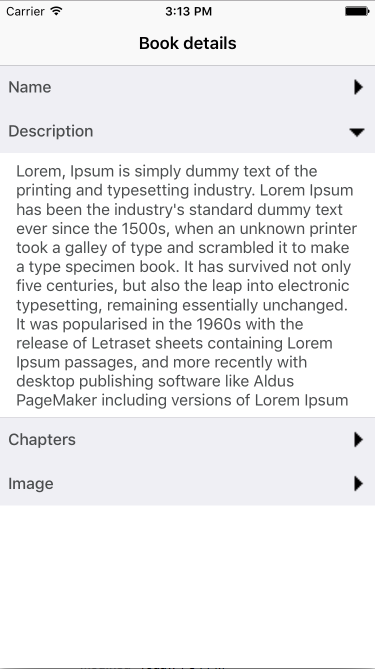 Carrier 3:13 PM
Book details
Name
Description
Lorem, Ipsum is simply dummy text of the
printing and typesetting industry. Lorem Ipsum
has been the industry's standard dummy text
ever since the 1500s, when an unknown printer
took a galley of type and scrambled it to make
a type specimen book. It has survived not only
five centuries, but also the leap into electronic
typesetting, remaining essentially unchanged.
It was popularised in the 1960s with the
release of Letraset sheets containing Lorem
Ipsum passages, and more recently with
desktop publishing software like Aldus
PageMaker including versions of Lorem Ipsum
Chapters
Image